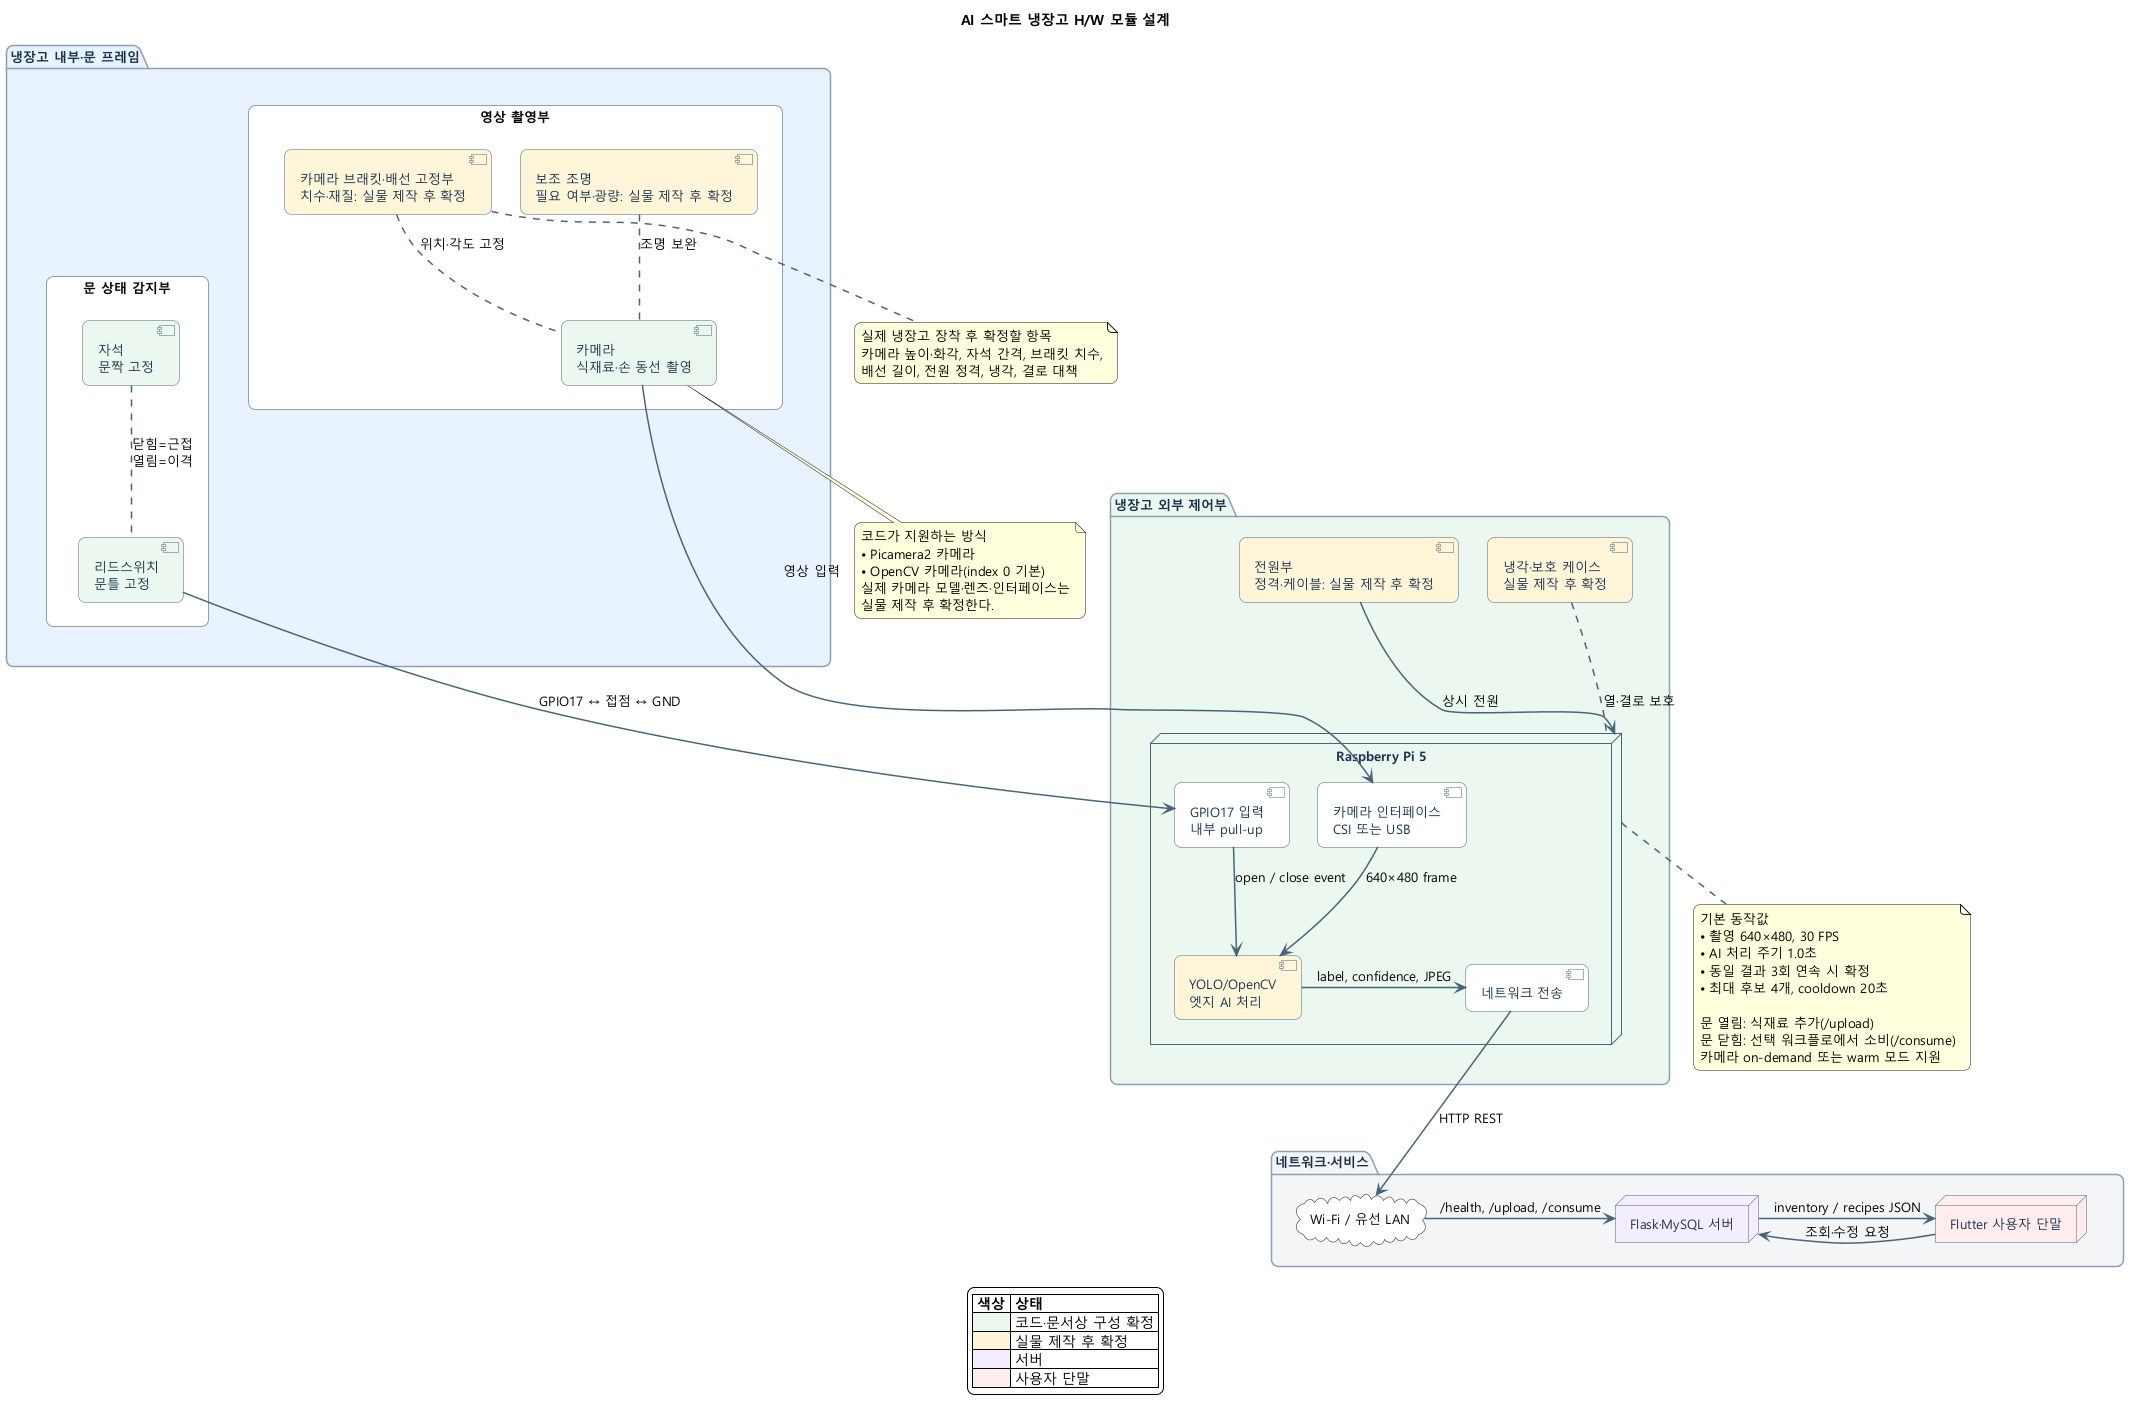 AI 스마트 냉장고 H/W 모듈 설계
냉장고 내부·문 프레임
영상 촬영부
카메라 브래킷·배선 고정부
치수·재질: 실물 제작 후 확정
보조 조명
필요 여부·광량: 실물 제작 후 확정
위치·각도 고정
조명 보완
문 상태 감지부
자석
문짝 고정
카메라
식재료·손 동선 촬영
실제 냉장고 장착 후 확정할 항목
카메라 높이·화각, 자석 간격, 브래킷 치수,
배선 길이, 전원 정격, 냉각, 결로 대책
닫힘=근접
열림=이격
리드스위치
문틀 고정
영상 입력
코드가 지원하는 방식
• Picamera2 카메라
• OpenCV 카메라(index 0 기본)
실제 카메라 모델·렌즈·인터페이스는
실물 제작 후 확정한다.
냉장고 외부 제어부
전원부
정격·케이블: 실물 제작 후 확정
냉각·보호 케이스
실물 제작 후 확정
GPIO17 ↔ 접점 ↔ GND
상시 전원
열·결로 보호
Raspberry Pi 5
GPIO17 입력
내부 pull-up
카메라 인터페이스
CSI 또는 USB
open / close event
640×480 frame
YOLO/OpenCV
엣지 AI 처리
label, confidence, JPEG
네트워크 전송
기본 동작값
• 촬영 640×480, 30 FPS
• AI 처리 주기 1.0초
• 동일 결과 3회 연속 시 확정
• 최대 후보 4개, cooldown 20초
문 열림: 식재료 추가(/upload)
문 닫힘: 선택 워크플로에서 소비(/consume)
카메라 on-demand 또는 warm 모드 지원
HTTP REST
네트워크·서비스
Wi-Fi / 유선 LAN
/health, /upload, /consume
Flask·MySQL 서버
inventory / recipes JSON
조회·수정 요청
Flutter 사용자 단말
색상 상태
코드·문서상 구성 확정
실물 제작 후 확정
서버
사용자 단말